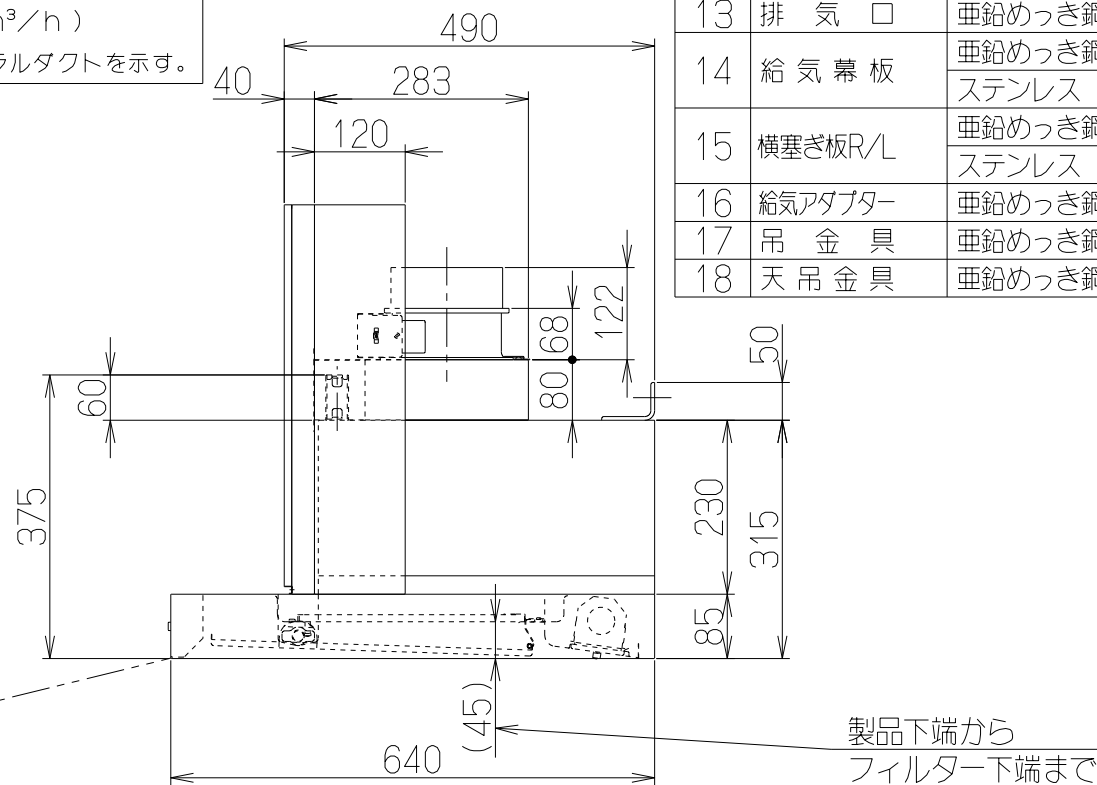 m³/h )
ラルダクトを示す。
13 排気口 亜鉛めっき鋼
14 給気幕板 亜鉛めっき鋼
ステンレス
15 横塞ぎ板R/L 亜鉛めっき鋼
ステンレス
16 給気アダプター 亜鉛めっき鋼
17 吊金具 亜鉛めっき鋼
18 天吊金具 亜鉛めっき鋼
490
40
283
120
122
68
80
50
60
375
230
315
85
(45)
640
製品下端から
フィルター下端まで